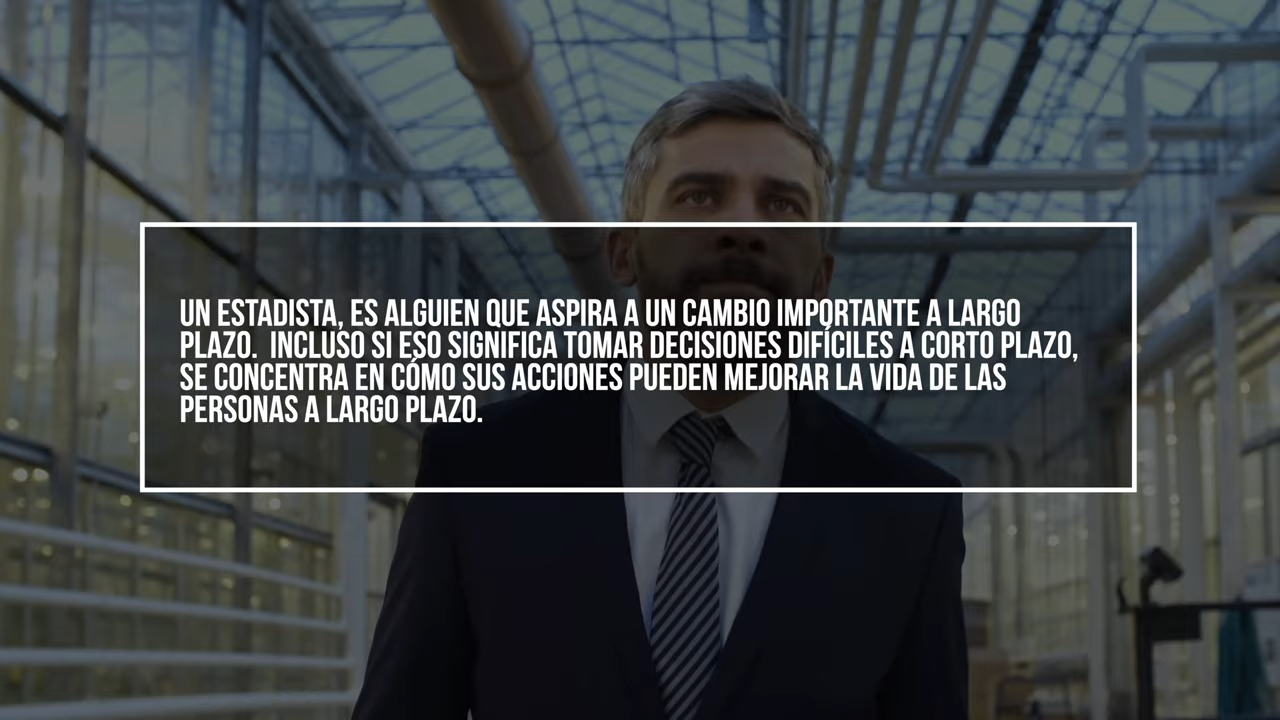 UN ESTADISTA, ES ALGUIEN QUE ASPIRA A UN CAMBIO IMPORTANTE A LARGO
PLAZO.  INCLUSO SI ESO SIGNIFICA TOMAR DECISIONES DIFÍCILES A CORTO PLAZO,
SE CONCENTRA EN CÓMO SUS ACCIONES PUEDEN MEJORAR LA VIDA DE LAS
PERSONAS A LARGO PLAZO.